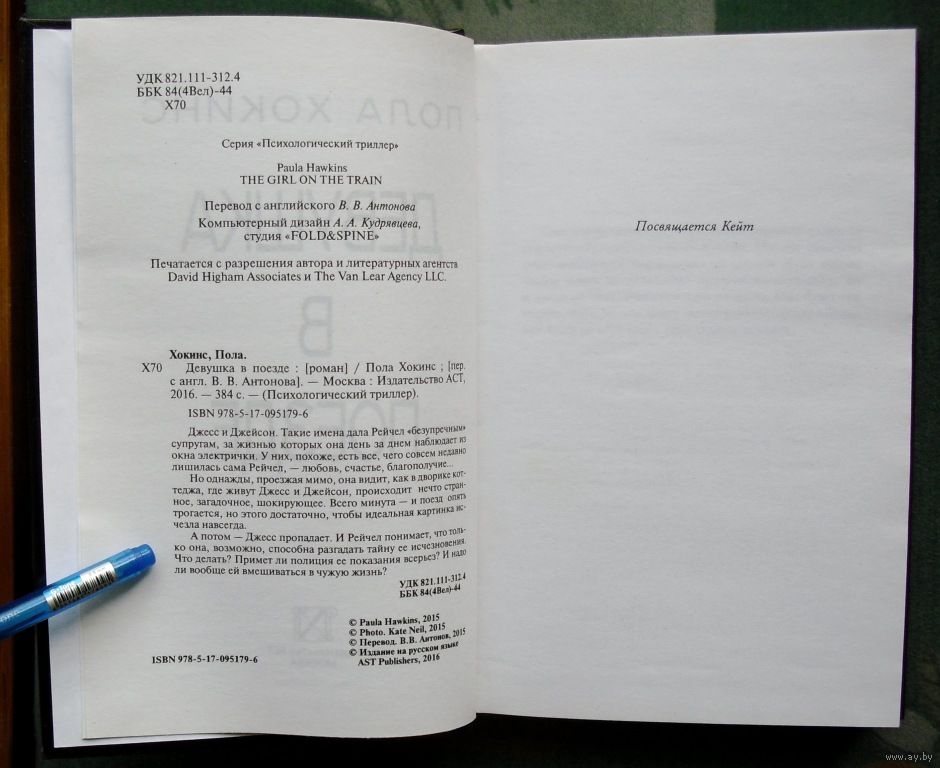 УДК 821.111-312.4
ББК 84(4Вел)-44
Х70
Серия «Психологический триллер»
Paula Hawkins
THE GIRL ON THE TRAIN
Перевод с английского В. В. Антонова
Компьютерный дизайн А. А. Кудрявцева,
студия «FOLD&SPINE»
Печатается с разрешения автора и литературных агентств
David Higham Associates и The Van Lear Agency LLC.
Хокинс, Пола.
Х70 Девушка в поезде : [роман] / Пола Хокинс ; [пер.
с англ. В. В. Антонова]. — Москва : Издательство АСТ,
2016. — 384 с. — (Психологический триллер).
ISBN 978-5-17-095179-6
Джесс и Джейсон. Такие имена дала Рейчел «безупречным»
супругам, за жизнью которых она день за днем наблюдает из
окна электрички. У них, похоже, есть все, чего совсем недавно
лишилась сама Рейчел, — любовь, счастье, благополучие...
Но однажды, проезжая мимо, она видит, как в дворике кот-
теджа, где живут Джесс и Джейсон, происходит нечто стран-
ное, загадочное, шокирующее. Всего минута — и поезд опять
трогается, но этого достаточно, чтобы идеальная картинка ис-
чезла навсегда.
А потом — Джесс пропадает. И Рейчел понимает, что толь-
ко она, возможно, способна разгадать тайну ее исчезновения.
Что делать? Примет ли полиция ее показания всерьез? И надо
ли вообще ей вмешиваться в чужую жизнь?
УДК 821.111-312.4
ББК 84(4Вел)-44
© Paula Hawkins, 2015
© Photo. Kate Neil, 2015
© Перевод. В.В. Антонов, 2015
© Издание на русском языке
AST Publishers, 2016
ISBN 978-5-17-095179-6
Посвящается Кейт
www.ay.by